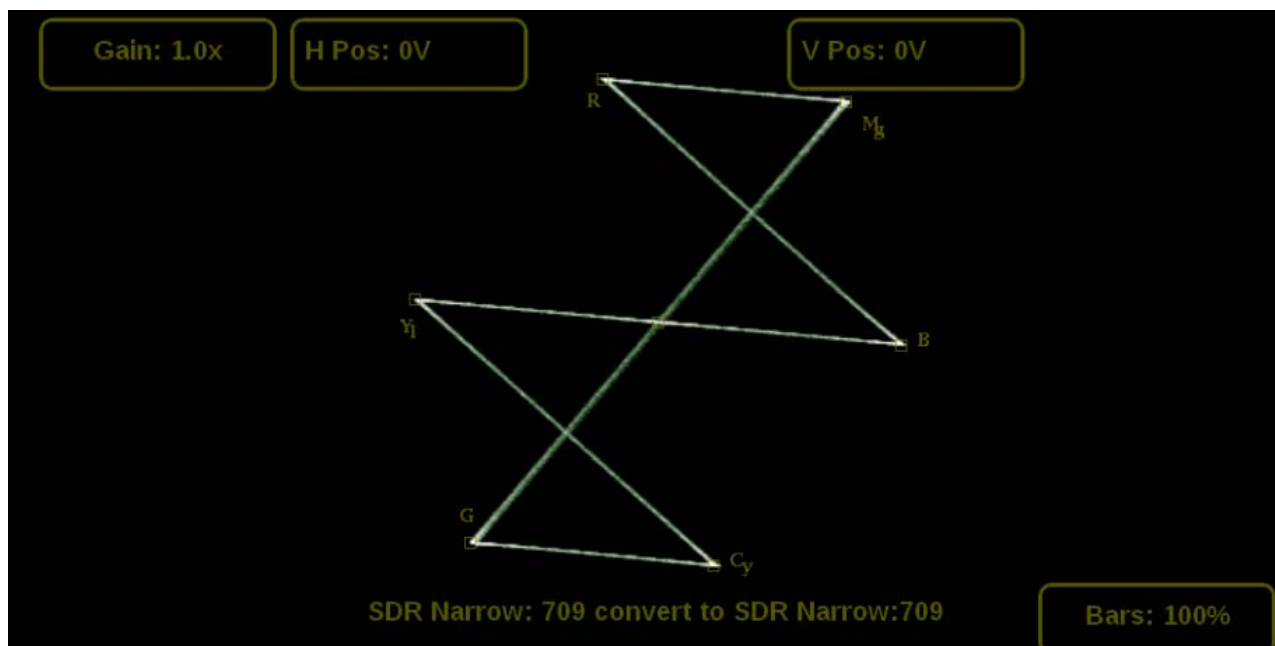 Gain: 1.0x
H Pos: 0V
V Pos: 0V
R
Mg
Yl
B
G
Cy
SDR Narrow: 709 convert to SDR Narrow:709
Bars: 100%